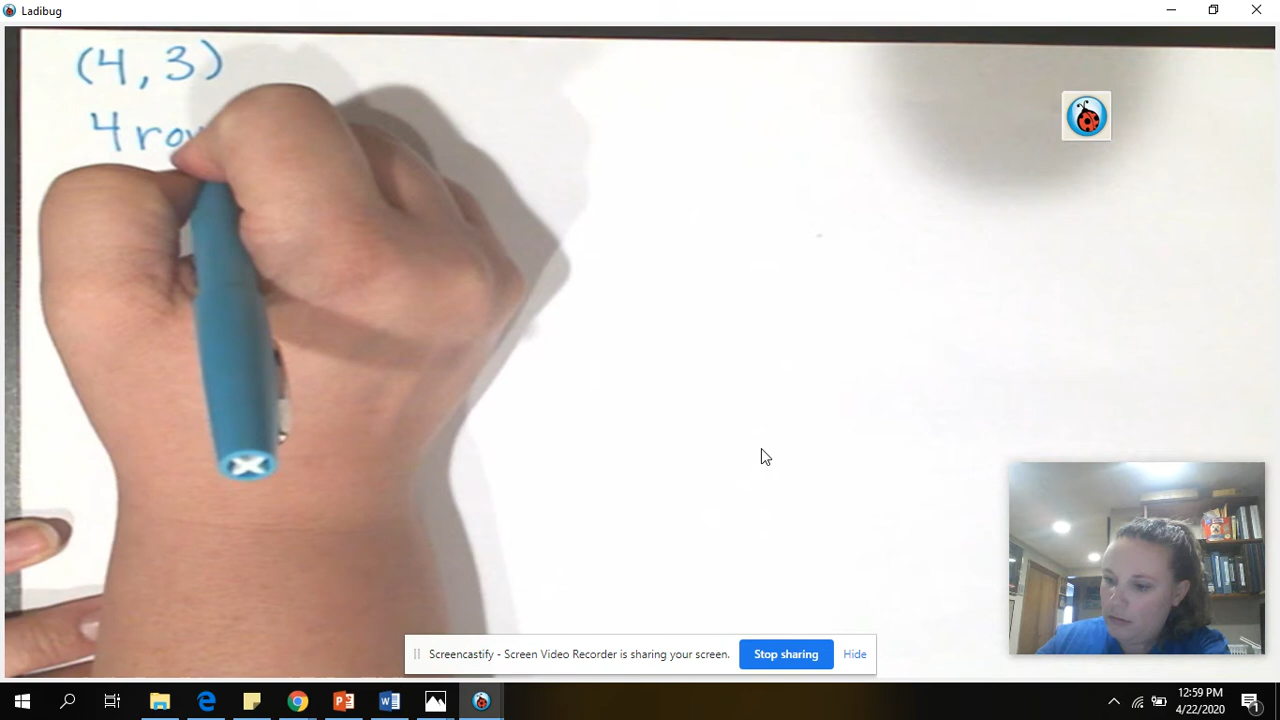 Ladibug
(4, 3)
4 row
Screencastify - Screen Video Recorder is sharing your screen. Stop sharing Hide
12:59 PM
4/22/2020